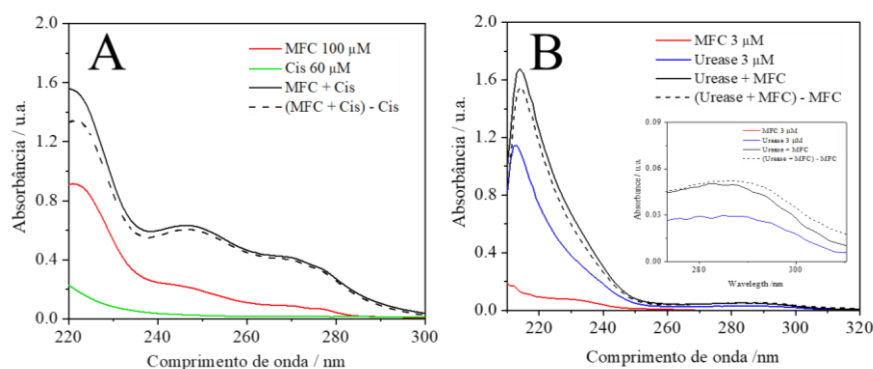 A
MFC 100 µM
Cis 60 µM
MFC + Cis
(MFC + Cis) - Cis
Absorbância / u.a.
2.0
1.6
1.2
0.8
0.4
0.0
220 240 260 280 300
Comprimento de onda / nm
B
MFC 3 µM
Urease 3 µM
Urease + MFC
(Urease + MFC) - MFC
Absorbância / u.a.
2.0
1.6
1.2
0.8
0.4
0.0
220 240 260 280 300 320
Comprimento de onda /nm
MFC 3 µM
Urease 3 µM
Urease + MFC
(Urease + MFC) - MFC
Absorbance / u.a.
0.09
0.06
0.03
0.00
280 300
Wavelegth /nm